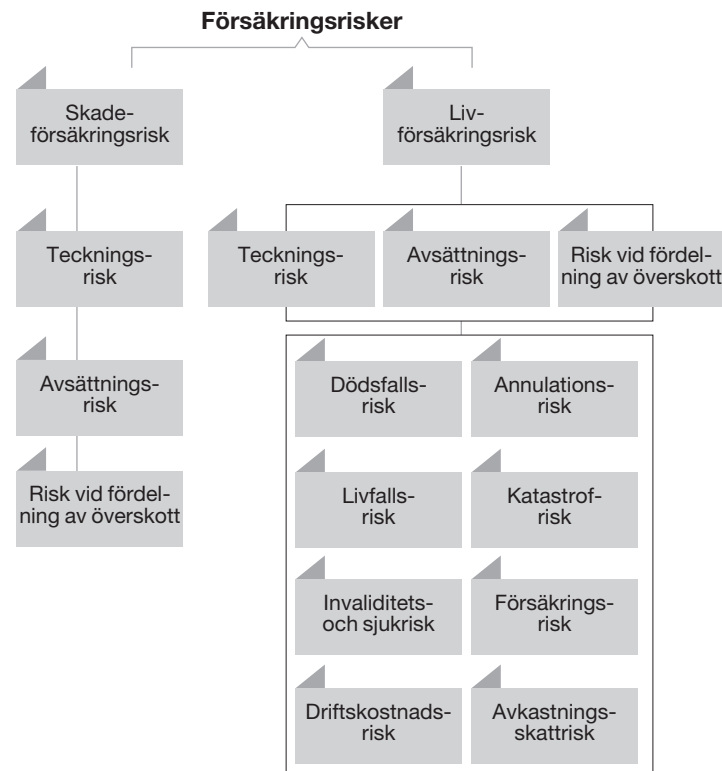 Försäkringsrisker
Skade-
försäkringsrisk
Liv-
försäkringsrisk
Tecknings-
risk
Tecknings-
risk
Avsättnings-
risk
Risk vid fördel-
ning av överskott
Avsättnings-
risk
Dödsfalls-
risk
Annulations-
risk
Risk vid fördel-
ning av överskott
Livfalls-
risk
Katastrof-
risk
Invaliditets-
och sjukrisk
Försäkrings-
risk
Driftskostnads-
risk
Avkastnings-
skattrisk